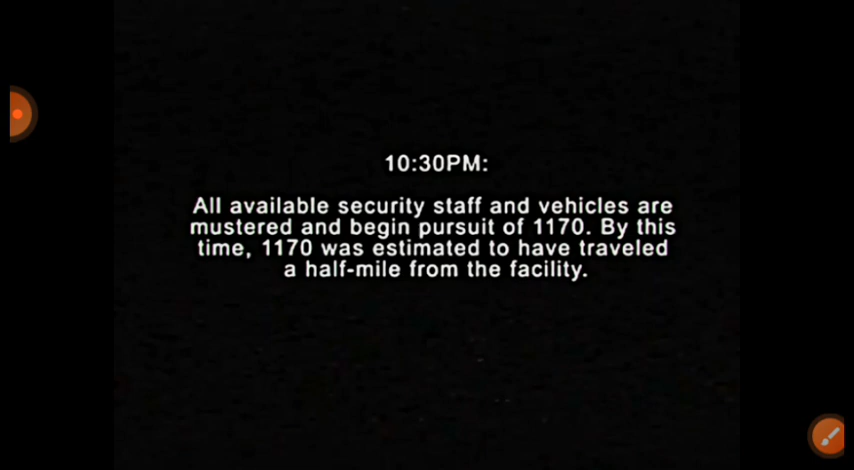 10:30PM:
All available security staff and vehicles are
mustered and begin pursuit of 1170. By this
time, 1170 was estimated to have traveled
a half-mile from the facility.